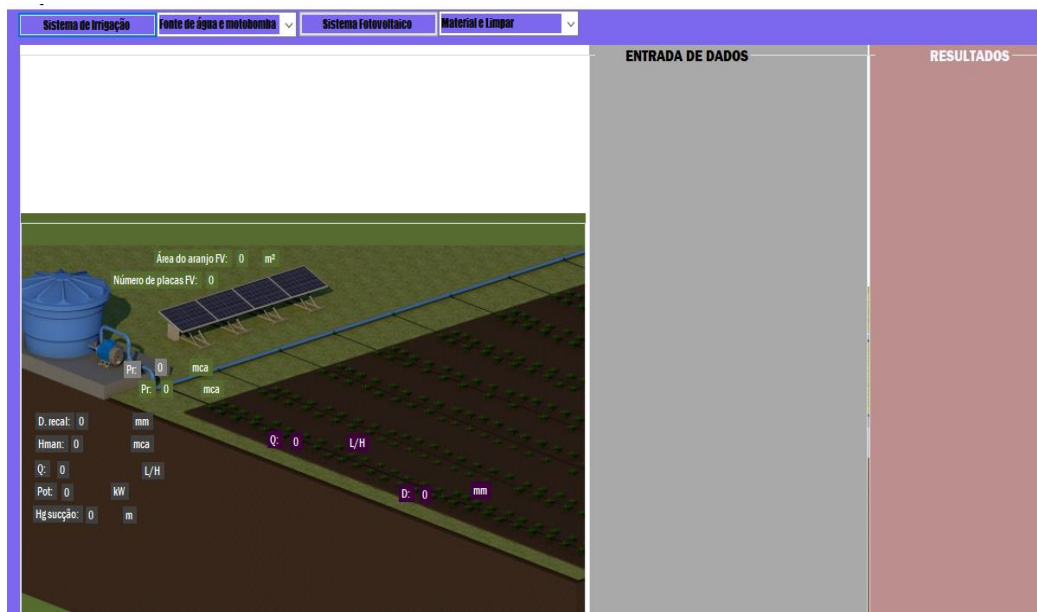 Sistema de Irrigação Fonte de água e motobomba Sistema Fotovoltaico Material e Limpar
ENTRADA DE DADOS RESULTADOS
Área do aranjo FV: 0 m²
Número de placas FV: 0
Pr: 0 mca
Pr: 0 mca
D. recal: 0 mm
Hman: 0 mca
Q: 0 L/H
Q: 0 L/H
Pot: 0 kW
D: 0 mm
Hg sucção: 0 m